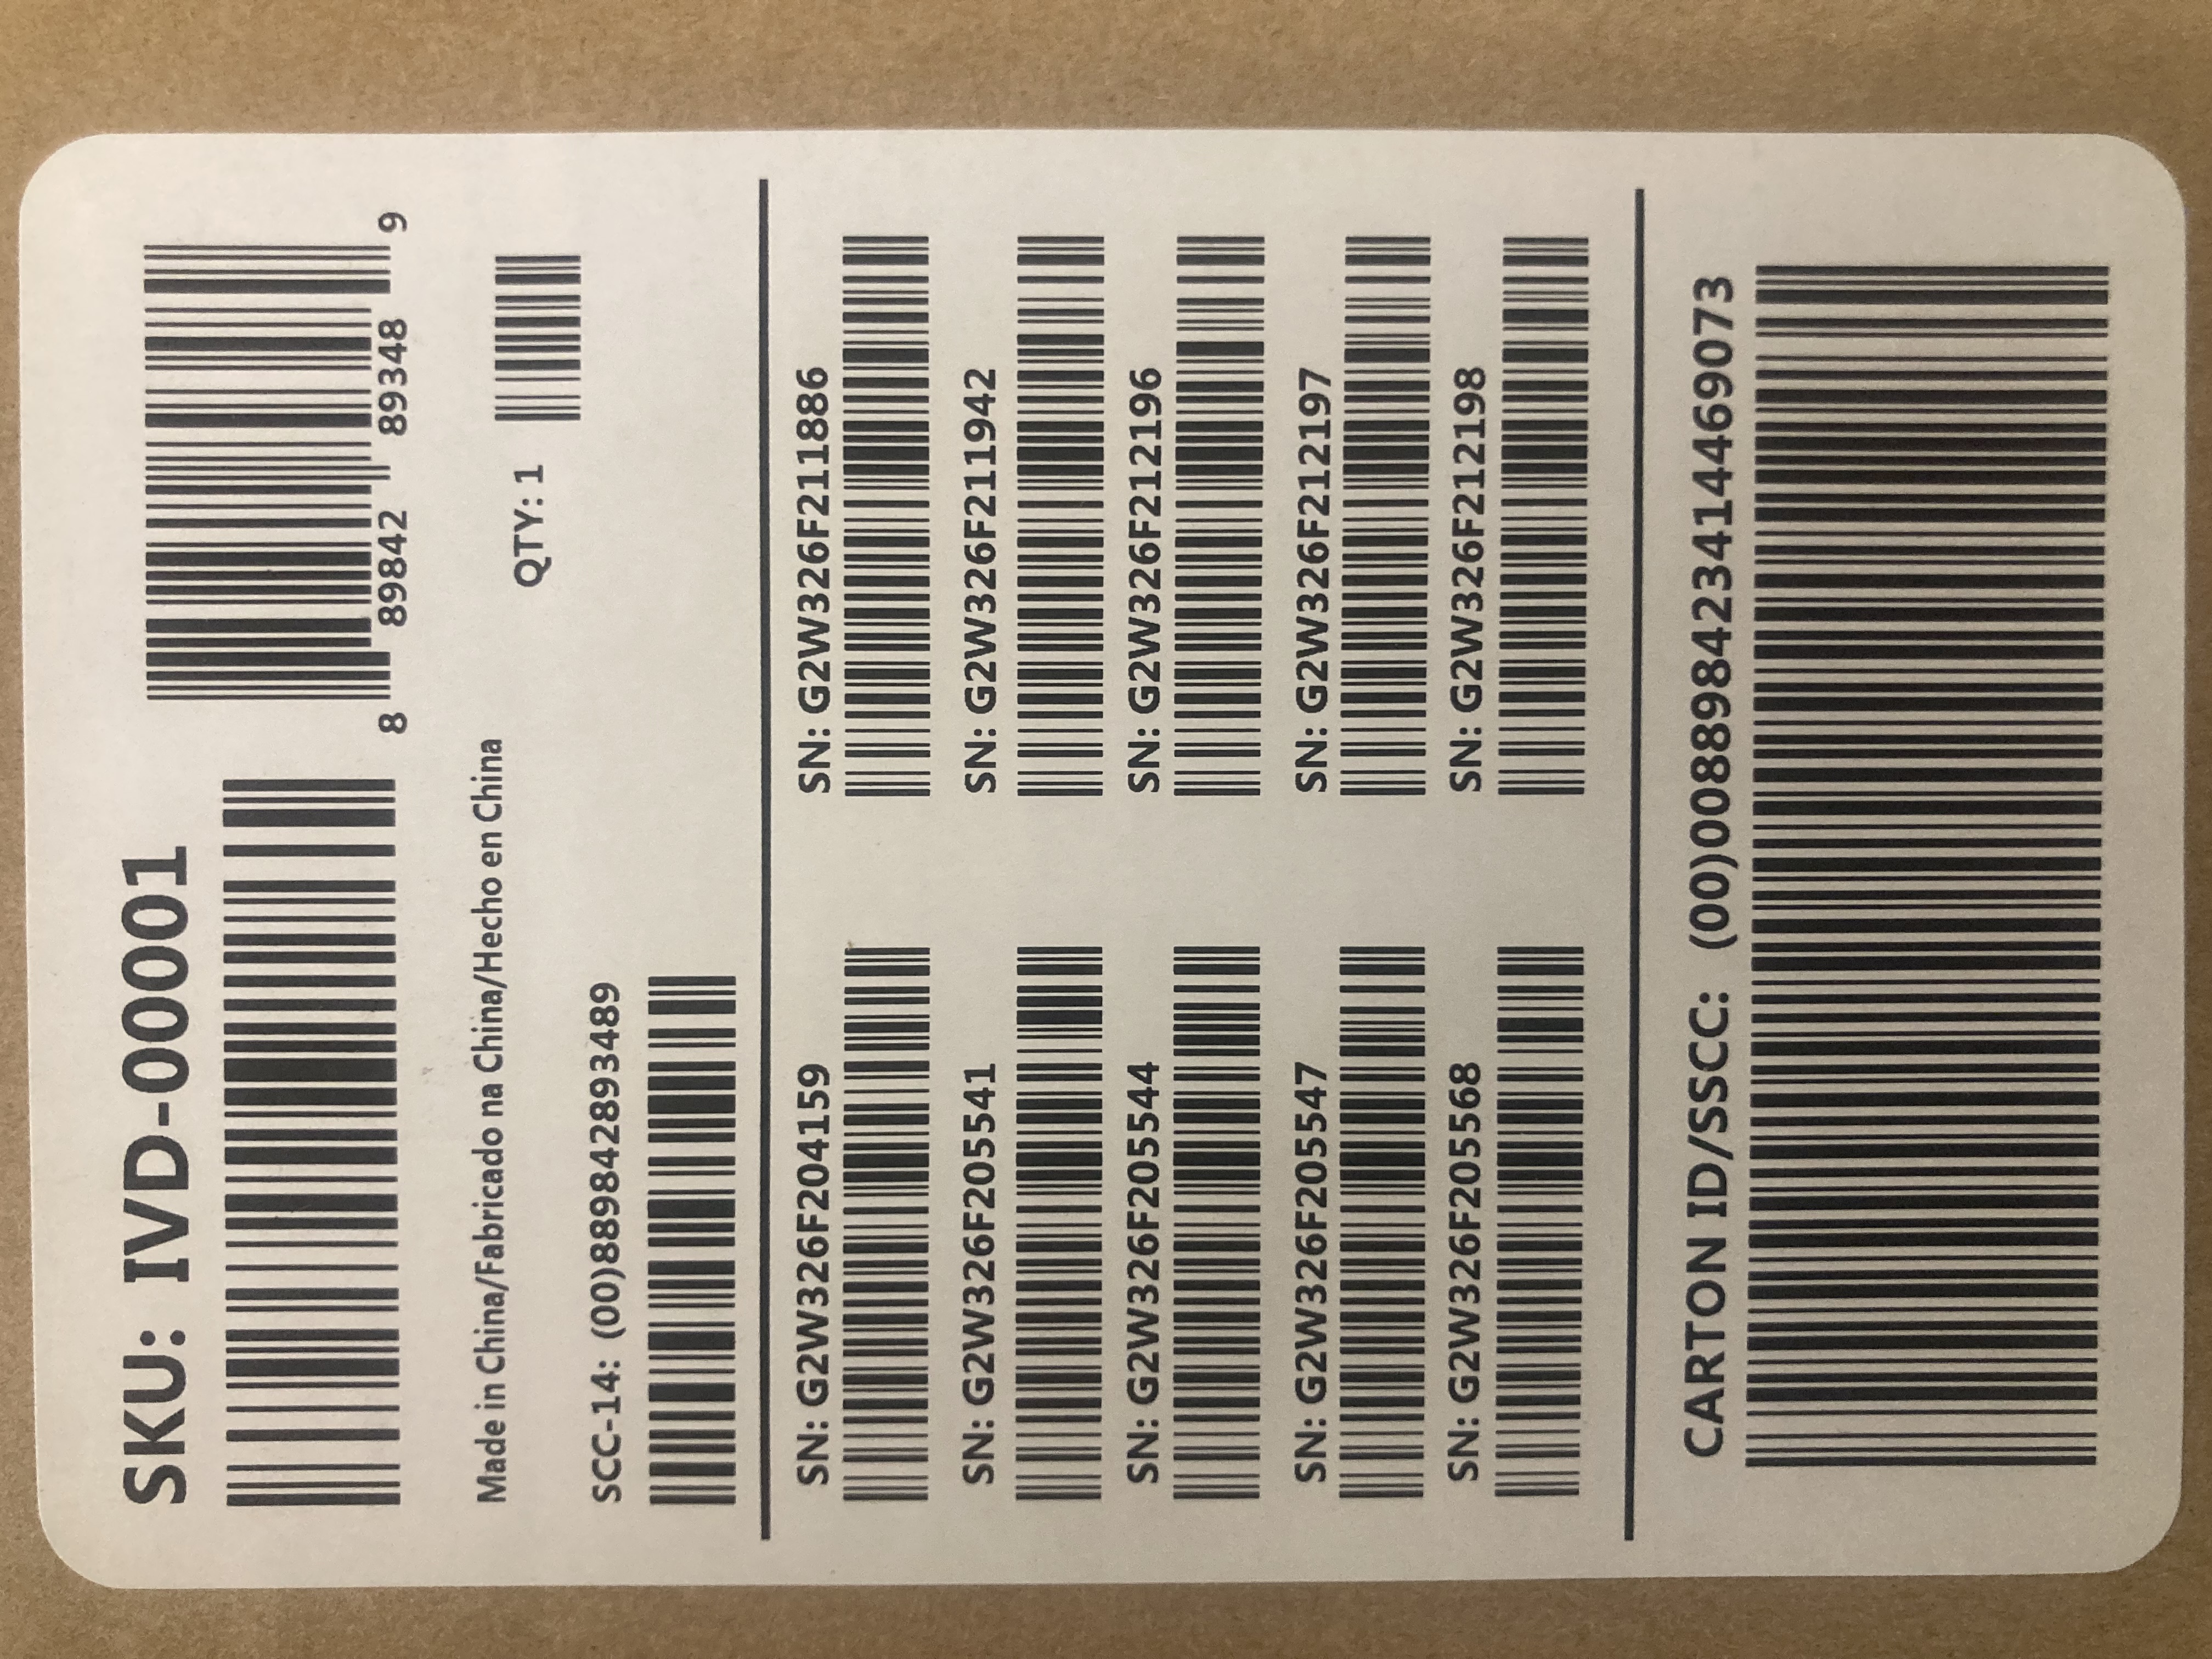 SKU: IVD-00001
8 89842 89348 9
Made in China/Fabricado na China/Hecho en China
QTY: 1
SCC-14: (00)889842893489
SN: G2W326F204159
SN: G2W326F211886
SN: G2W326F205541
SN: G2W326F211942
SN: G2W326F205544
SN: G2W326F212196
SN: G2W326F205547
SN: G2W326F212197
SN: G2W326F205568
SN: G2W326F212198
CARTON ID/SSCC: (00)008898423414469073